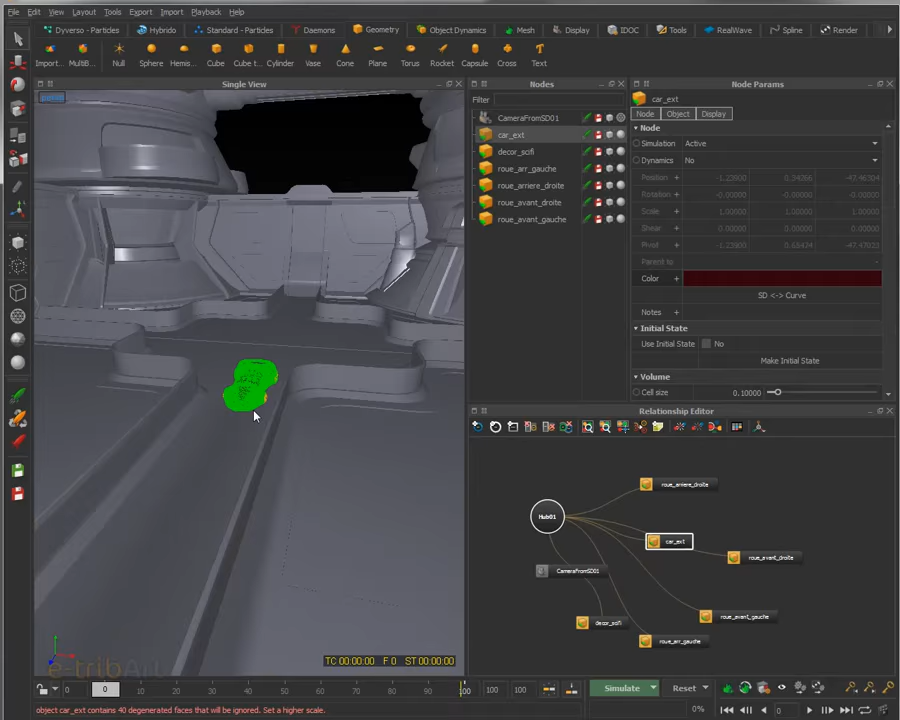 File Edit View Layout Tools Export Import Playback Help
Dyverso - Particles Hybrido Standard - Particles Daemons Geometry Object Dynamics Mesh Display IDOC Tools RealWave Spline Render
Import... MultiB... Null Sphere Hemis... Cube Cub t... Cylinder Vase Cone Plane Torus Rocket Capsule Cross Text
Single View
Nodes
Node Params
Filter
CameraFromSD01
car_ext
decor_scifi
roue_arr_gauche
roue_arriere_droite
roue_avant_droite
roue_avant_gauche
car_ext
Node Object Display
Node
Simulation Active
Dynamics No
Position -1.23900 0.34366 -47.46304
Rotation -0.00000 0.00000 -0.00000
Scale 1.00000 1.00000 1.00000
Shear 0.00000 0.00000 0.00000
Pivot -1.23900 0.65434 -47.47023
Parent to -
Color
SD <-> Curve
Notes
Initial State
Use Initial State No
Make Initial State
Volume
Cell size 0.10000
Relationship Editor
Hub01
roue_arriere_droite
car_ext
roue_avant_droite
CameraFromSD01
decor_scifi
roue_avant_gauche
roue_arr_gauche
e-tribArt
TC 00:00:00 F 0 ST 00:00:00
0 0 10 20 30 40 50 60 70 80 90 100 100 100
Simulate Reset
0% 0
object car_ext contains 40 degenerated faces that will be ignored. Set a higher scale.